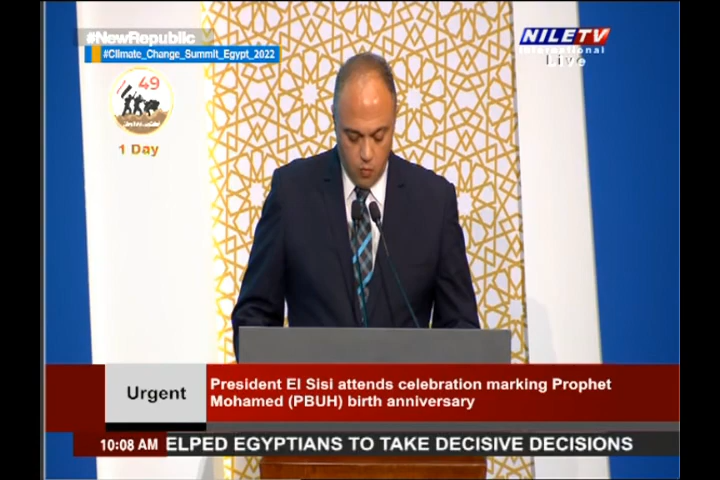 #NewRepublic
#Climate_Change_Summit_Egypt_2022
NILE TV
International
Live
49
1 Day
Urgent
President El Sisi attends celebration marking Prophet
Mohamed (PBUH) birth anniversary
10:08 AM
ELPED EGYPTIANS TO TAKE DECISIVE DECISIONS